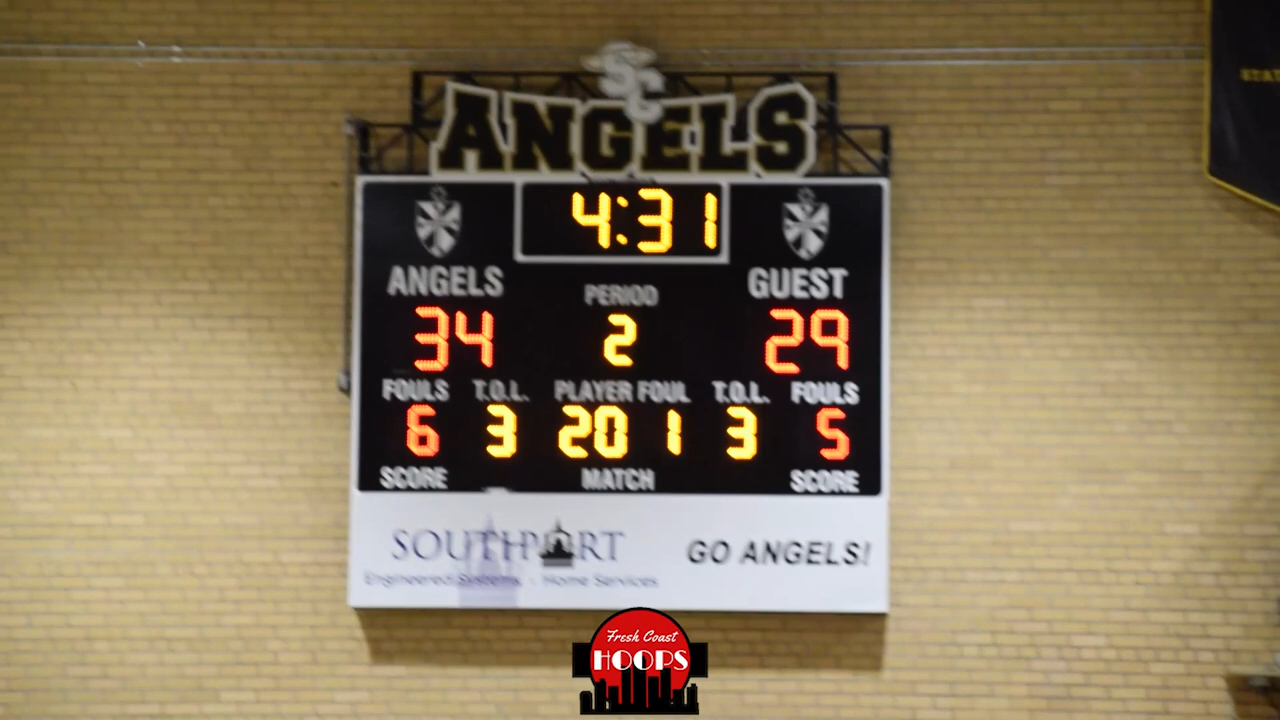 SC
ANGELS
4:31
ANGELS
GUEST
PERIOD
34
2
29
FOULS T.O.L. PLAYER FOUL T.O.L. FOULS
6 3 20 1 3 5
SCORE MATCH SCORE
SOUTHPORT
Engineered Systems - Home Services
GO ANGELS!
Fresh Coast
HOOPS